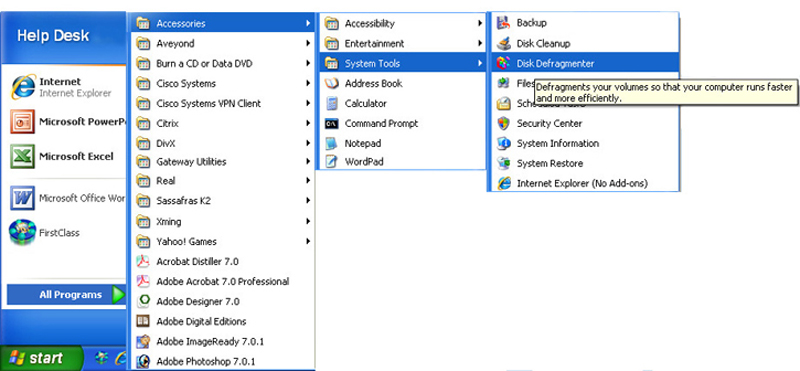 Help Desk
Internet
Internet Explorer
Microsoft PowerPo
Microsoft Excel
Microsoft Office Wor
FirstClass
All Programs
start
Accessories
Aveyond
Burn a CD or Data DVD
Cisco Systems
Cisco Systems VPN Client
Citrix
DivX
Gateway Utilities
Real
Sassafras K2
Xming
Yahoo! Games
Acrobat Distiller 7.0
Adobe Acrobat 7.0 Professional
Adobe Designer 7.0
Adobe Digital Editions
Adobe ImageReady 7.0.1
Adobe Photoshop 7.0.1
Accessibility
Entertainment
System Tools
Address Book
Calculator
Command Prompt
Notepad
WordPad
Backup
Disk Cleanup
Disk Defragmenter
Files
Defragments your volumes so that your computer runs faster
and more efficiently.
Security Center
System Information
System Restore
Internet Explorer (No Add-ons)